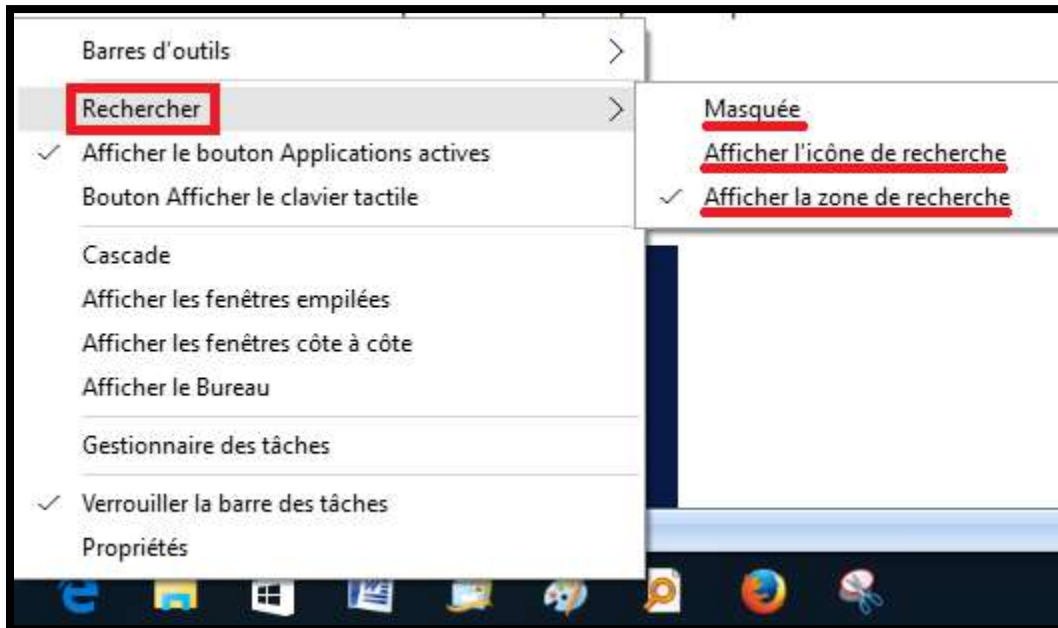 Barres d'outils
Rechercher
Masquée
Afficher le bouton Applications actives
Afficher l'icône de recherche
Bouton Afficher le clavier tactile
Afficher la zone de recherche
Cascade
Afficher les fenêtres empilées
Afficher les fenêtres côte à côte
Afficher le Bureau
Gestionnaire des tâches
Verrouiller la barre des tâches
Propriétés